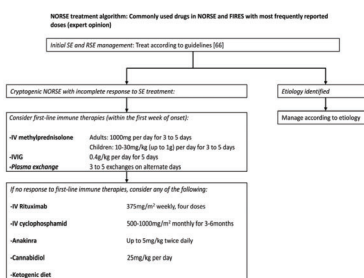 NORSE treatment algorithm: Commonly used drugs in NORSE and FIRES with most frequently reported
doses (expert opinion)
Initial SE and RSE management: Treat according to guidelines [66]
Cryptogenic NORSE with incomplete response to SE treatment:
Etiology identified
Consider first-line immune therapies (within the first week of onset):
Manage according to etiology
-IV methylprednisolone Adults: 1000mg per day for 3 to 5 days
Children: 10-30mg/kg (up to 1g) per day for 3 to 5 days
-IVIG 0.4g/kg per day for 5 days
-Plasma exchange 3 to 5 exchanges on alternate days
If no response to first-line immune therapies, consider any of the following:
-IV Rituximab 375mg/m² weekly, four doses
-IV cyclophosphamid 500-1000mg/m² monthly for 3-6months
-Anakinra Up to 5mg/kg twice daily
-Cannabidiol 25mg/kg per day
-Ketogenic diet